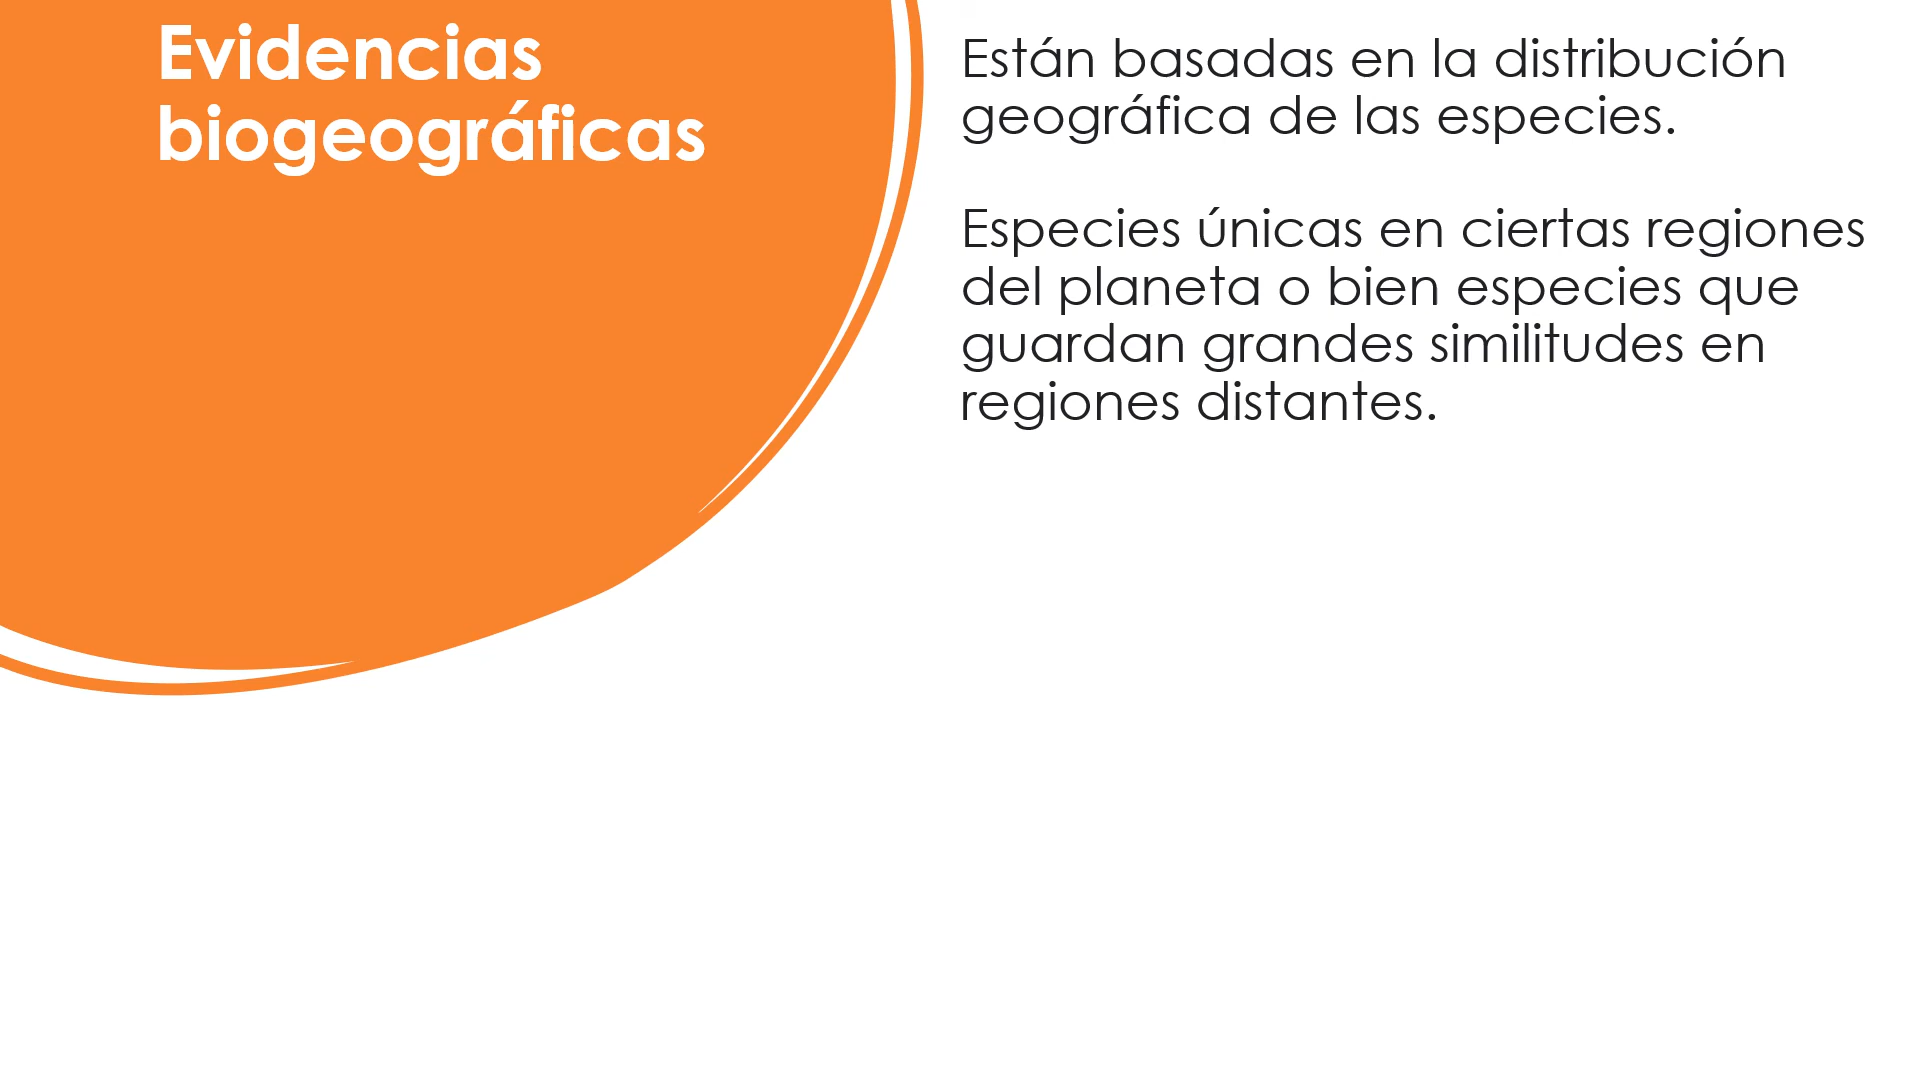 Evidencias
biogeográficas
Están basadas en la distribución
geográfica de las especies.
Especies únicas en ciertas regiones
del planeta o bien especies que
guardan grandes similitudes en
regiones distantes.